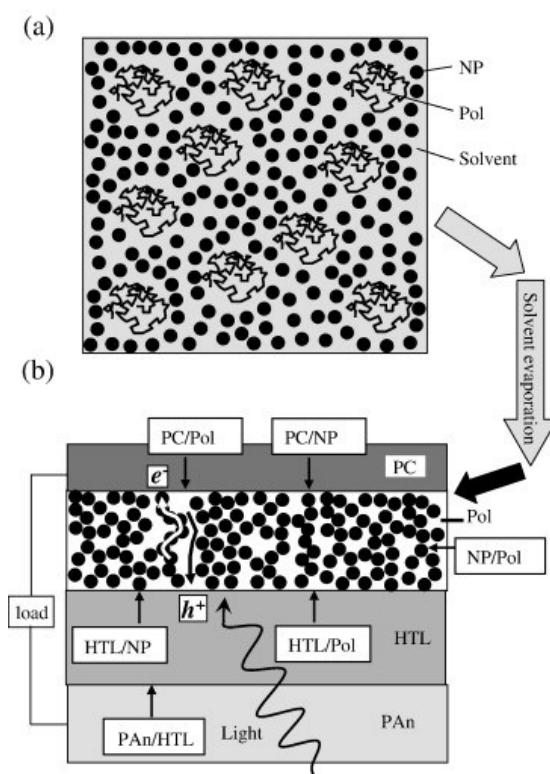 (a)
NP
Pol
Solvent
Solvent evaporation
(b)
PC/Pol
PC/NP
PC
e-
Pol
NP/Pol
load
h+
HTL/NP
HTL/Pol
HTL
PAn/HTL
Light
PAn